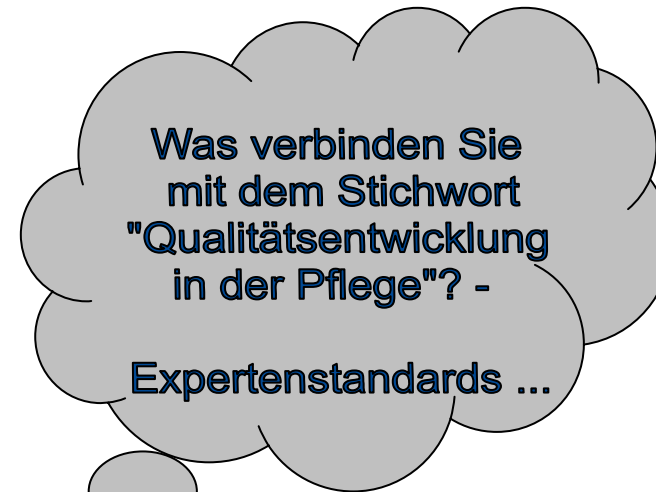 Was verbinden Sie
mit dem Stichwort
"Qualitätsentwicklung
in der Pflege"? -
Expertenstandards ...